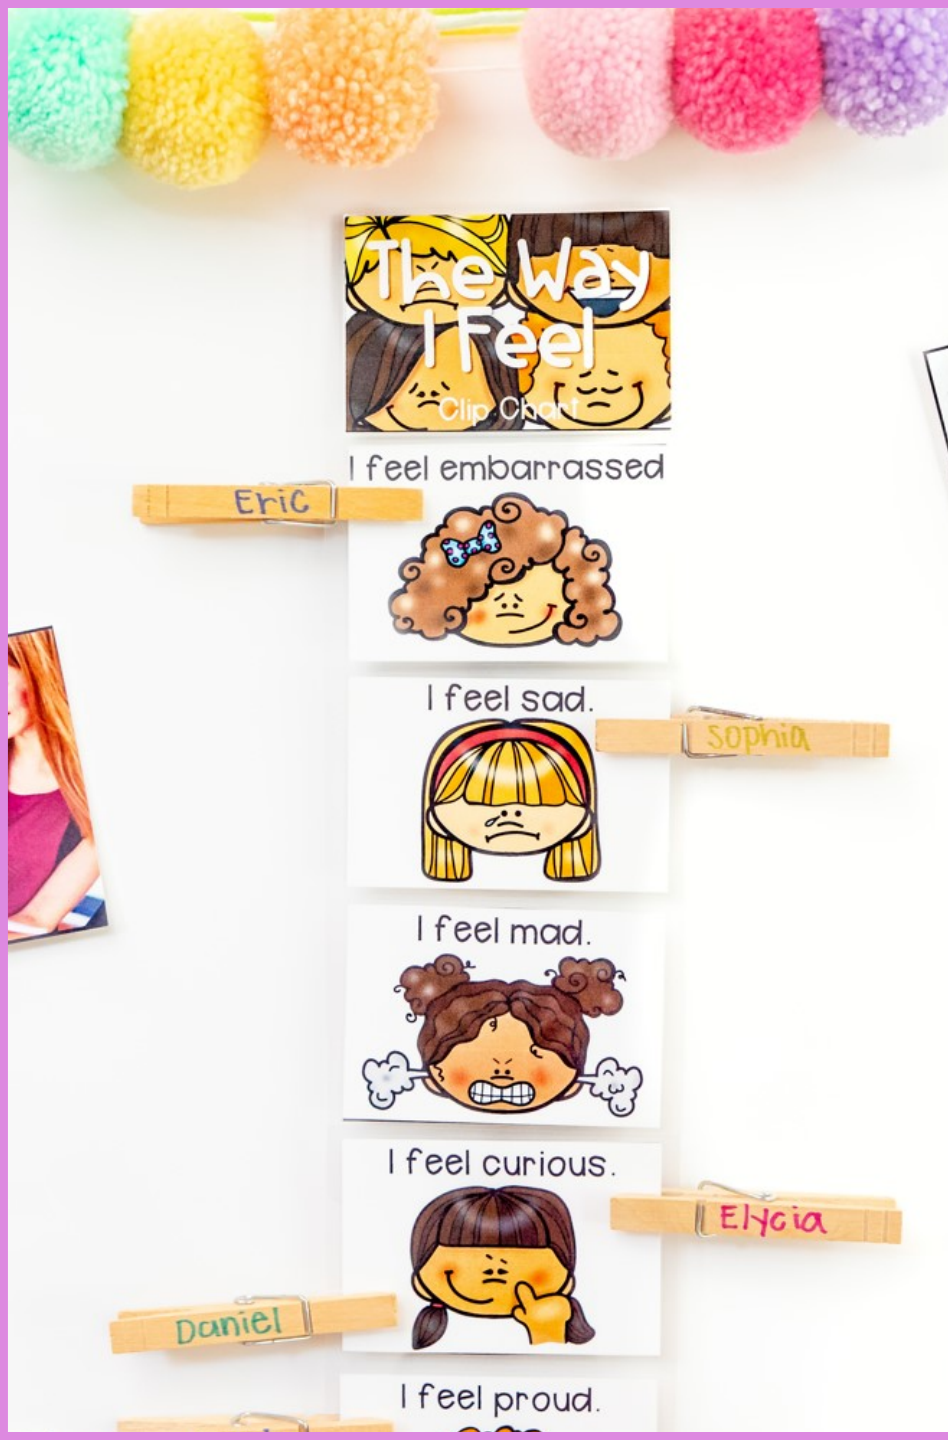 The Way
I Feel
Clip Chart
I feel embarrassed
Eric
I feel sad.
sophia
I feel mad.
I feel curious.
Elycia
Daniel
I feel proud.